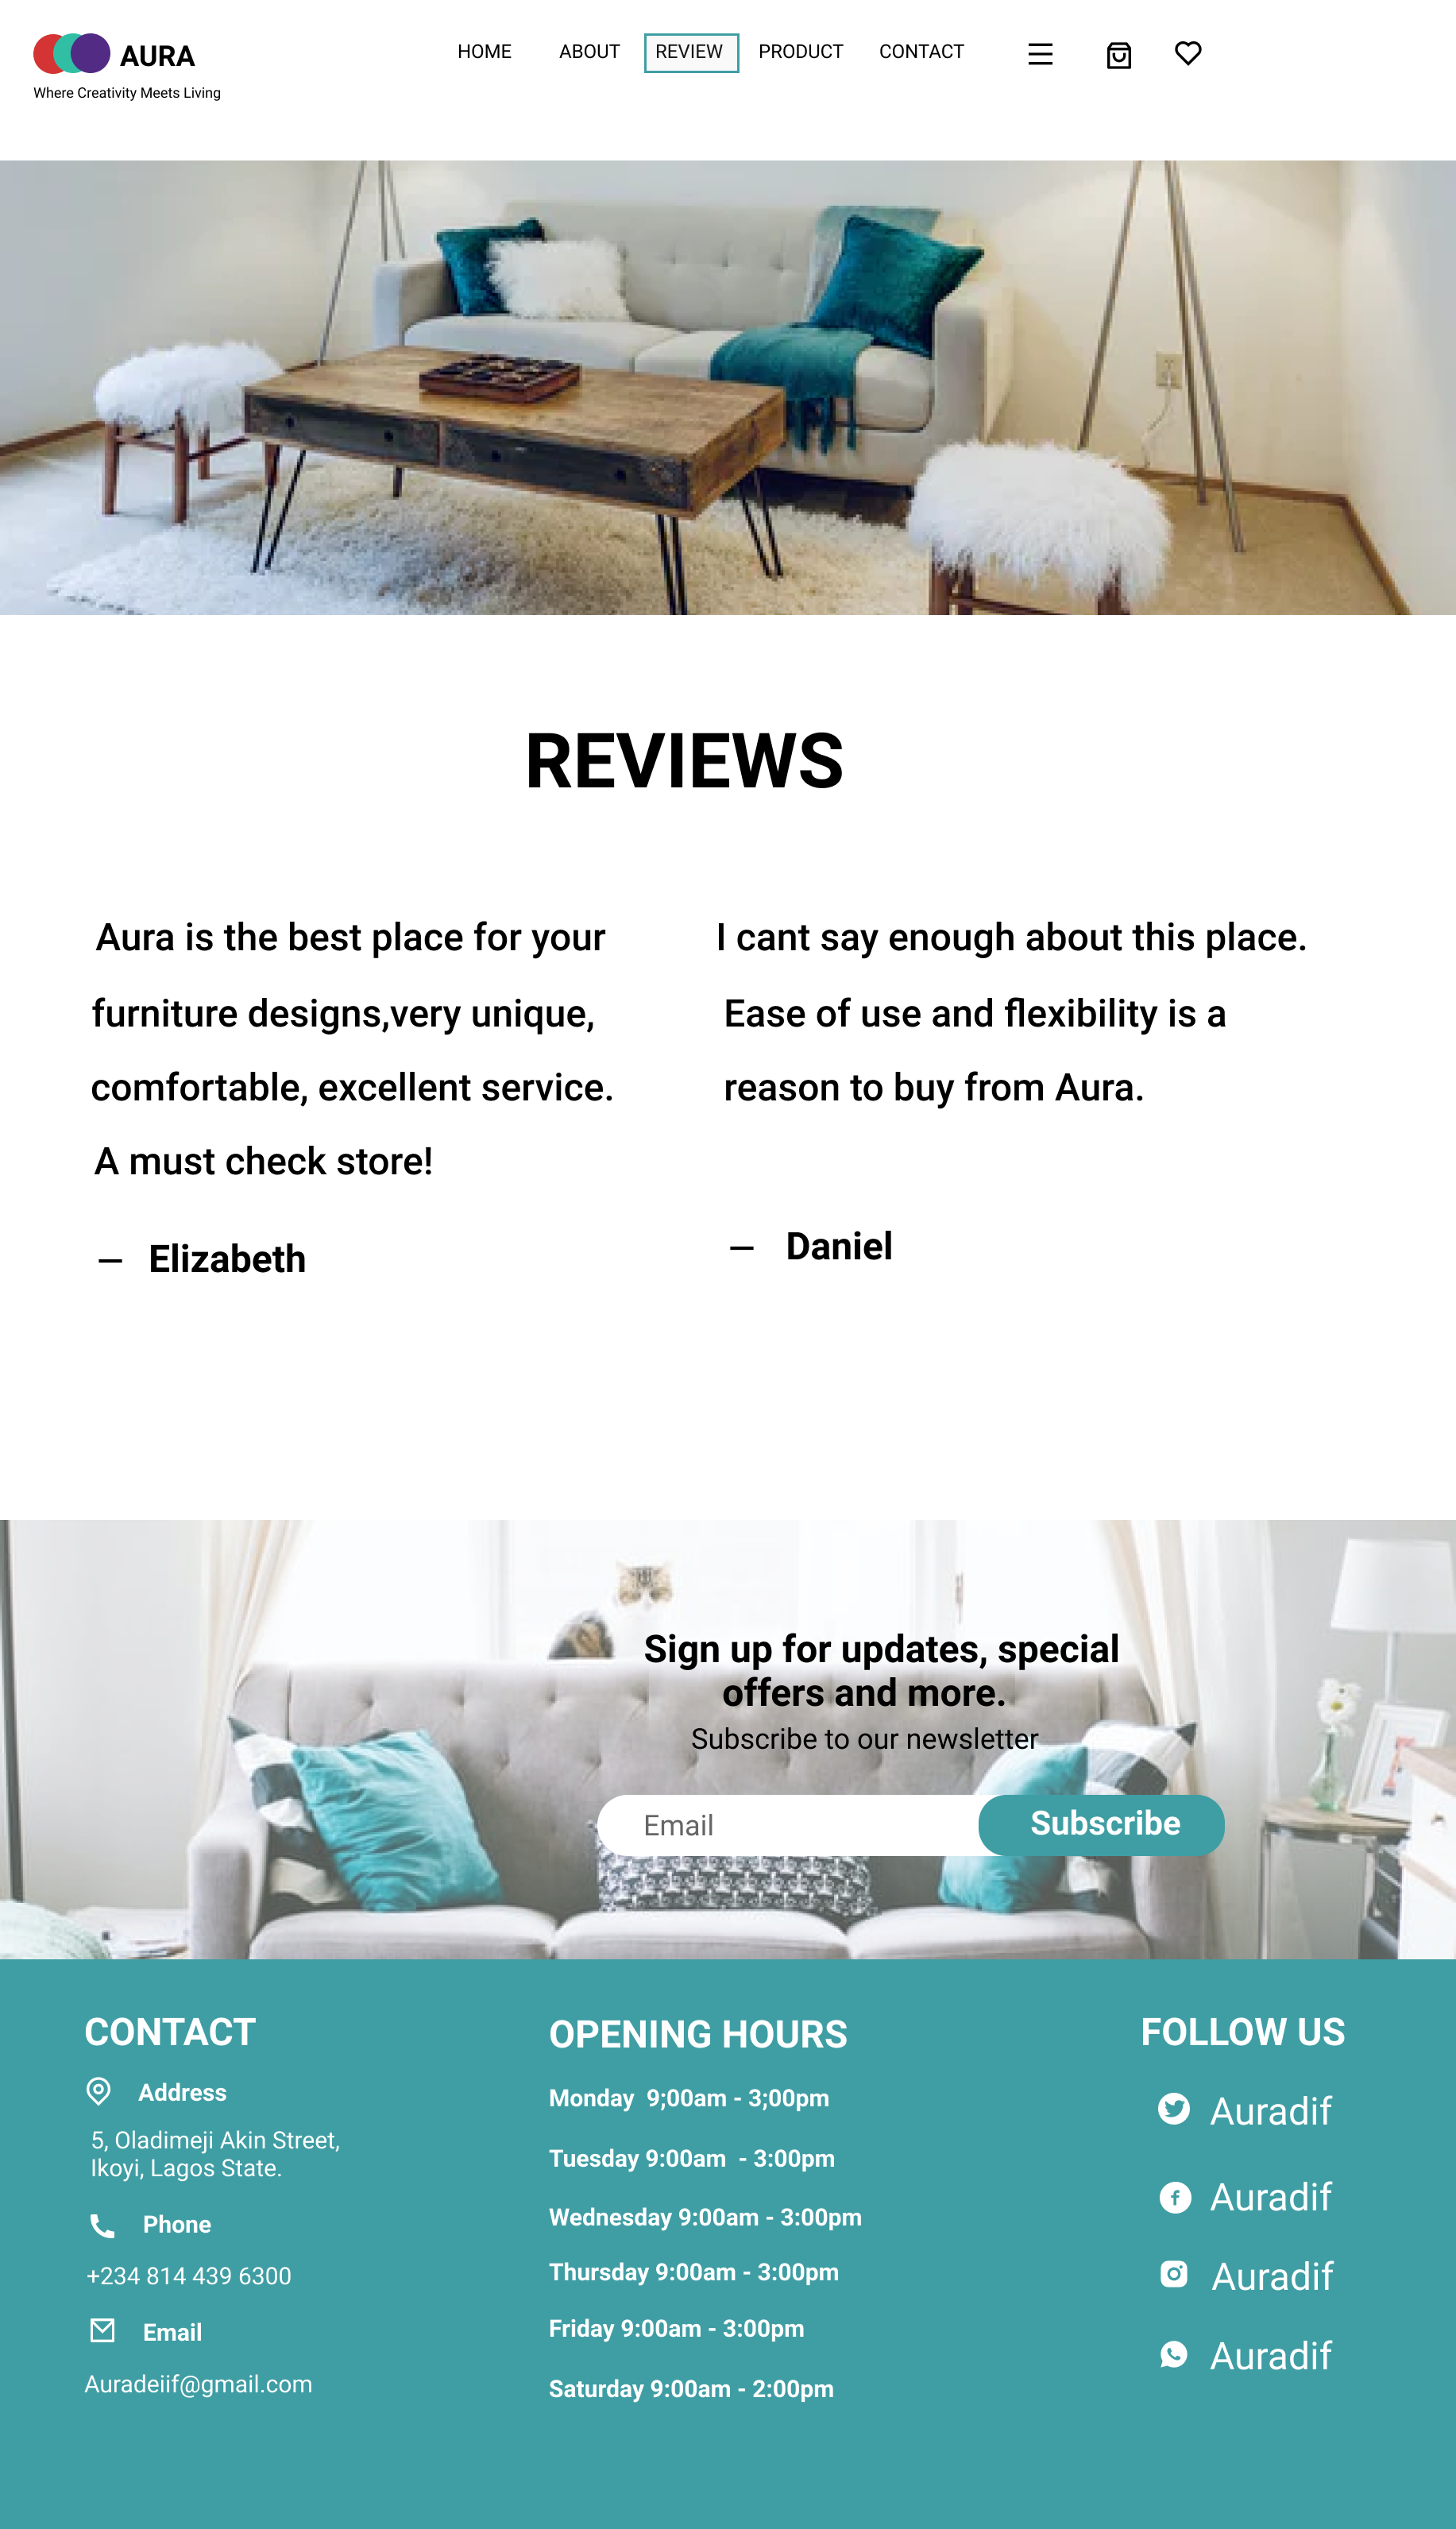 AURA
Where Creativity Meets Living
HOME ABOUT REVIEW PRODUCT CONTACT
REVIEWS
Aura is the best place for your
furniture designs,very unique,
comfortable, excellent service.
A must check store!
— Elizabeth
I cant say enough about this place.
Ease of use and flexibility is a
reason to buy from Aura.
— Daniel
Sign up for updates, special
offers and more.
Subscribe to our newsletter
Email
Subscribe
CONTACT
Address
5, Oladimeji Akin Street,
Ikoyi, Lagos State.
Phone
+234 814 439 6300
Email
Auradeiif@gmail.com
OPENING HOURS
Monday  9;00am - 3;00pm
Tuesday 9:00am  - 3:00pm
Wednesday 9:00am - 3:00pm
Thursday 9:00am - 3:00pm
Friday 9:00am - 3:00pm
Saturday 9:00am - 2:00pm
FOLLOW US
Auradif
Auradif
Auradif
Auradif